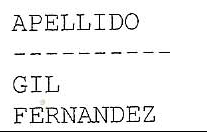 APELLIDO
-----------
GIL
FERNANDEZ